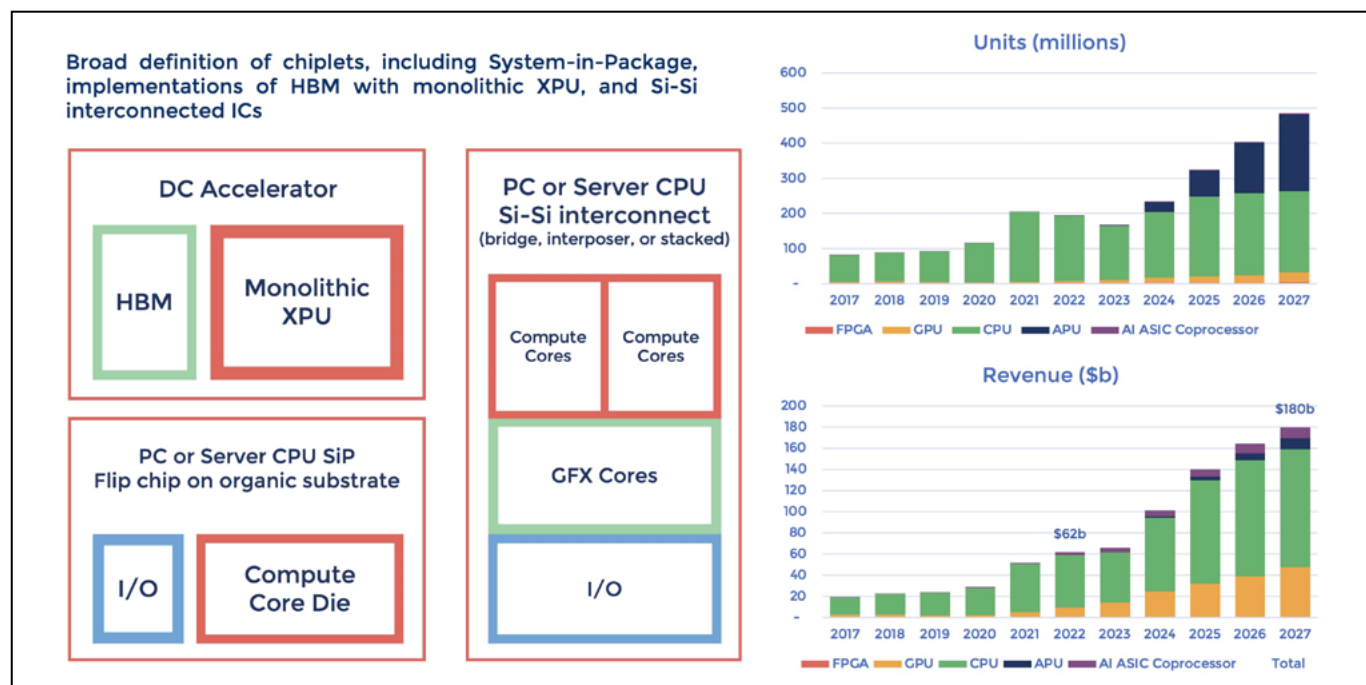 Broad definition of chiplets, including System-in-Package,
implementations of HBM with monolithic XPU, and Si-Si
interconnected ICs
DC Accelerator
HBM
Monolithic
XPU
PC or Server CPU SiP
Flip chip on organic substrate
I/O
Compute
Core Die
PC or Server CPU
Si-Si interconnect
(bridge, interposer, or stacked)
Compute
Cores
Compute
Cores
GFX Cores
I/O
Units (millions)
600
500
400
300
200
100
-
2017 2018 2019 2020 2021 2022 2023 2024 2025 2026 2027
FPGA GPU CPU APU AI ASIC Coprocessor
Revenue ($b)
200
180
160
140
120
100
80
60
40
20
-
$62b
$180b
2017 2018 2019 2020 2021 2022 2023 2024 2025 2026 2027
FPGA GPU CPU APU AI ASIC Coprocessor Total